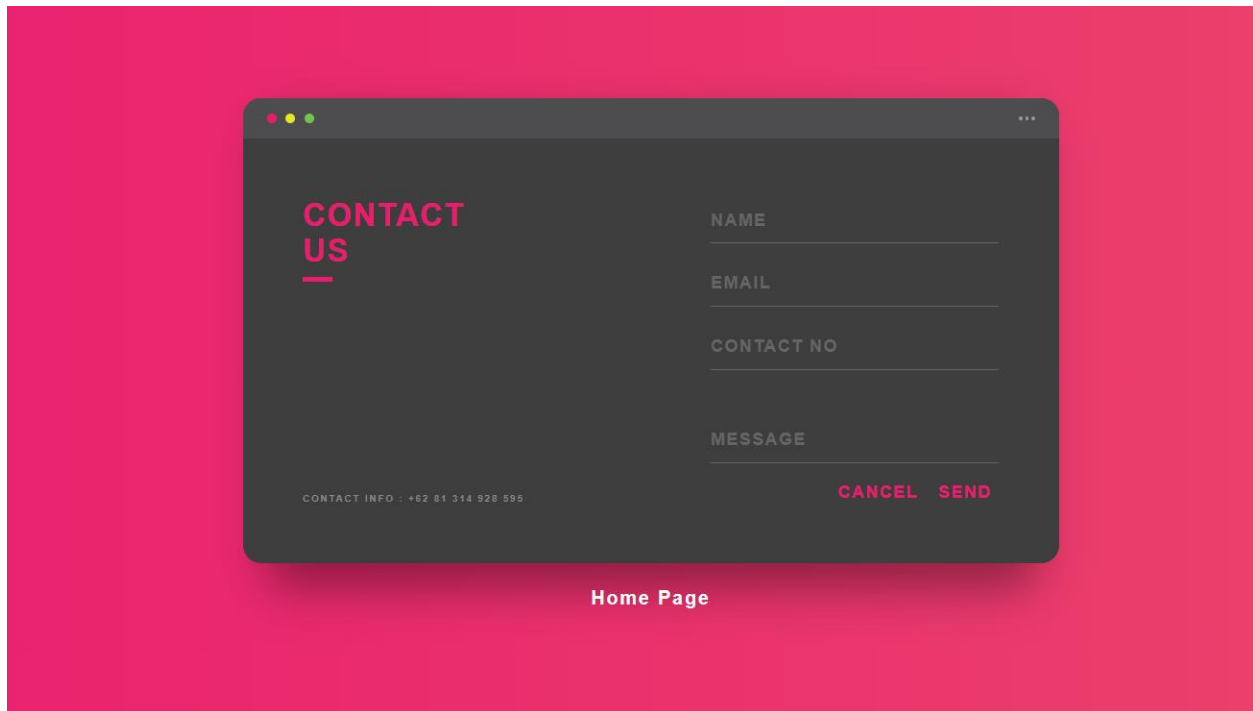 CONTACT
US
NAME
EMAIL
CONTACT NO
MESSAGE
CANCEL SEND
CONTACT INFO : +62 81 314 928 595
Home Page